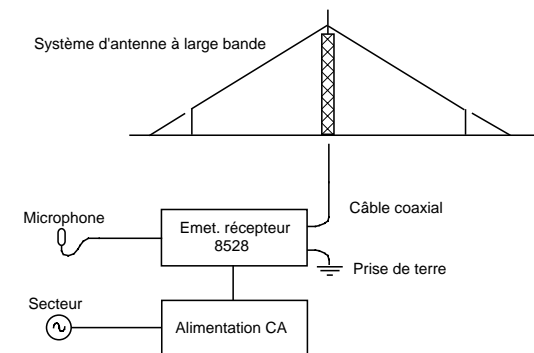 Système d'antenne à large bande
Câble coaxial
Microphone
Emet. récepteur
8528
Prise de terre
Secteur
Alimentation CA